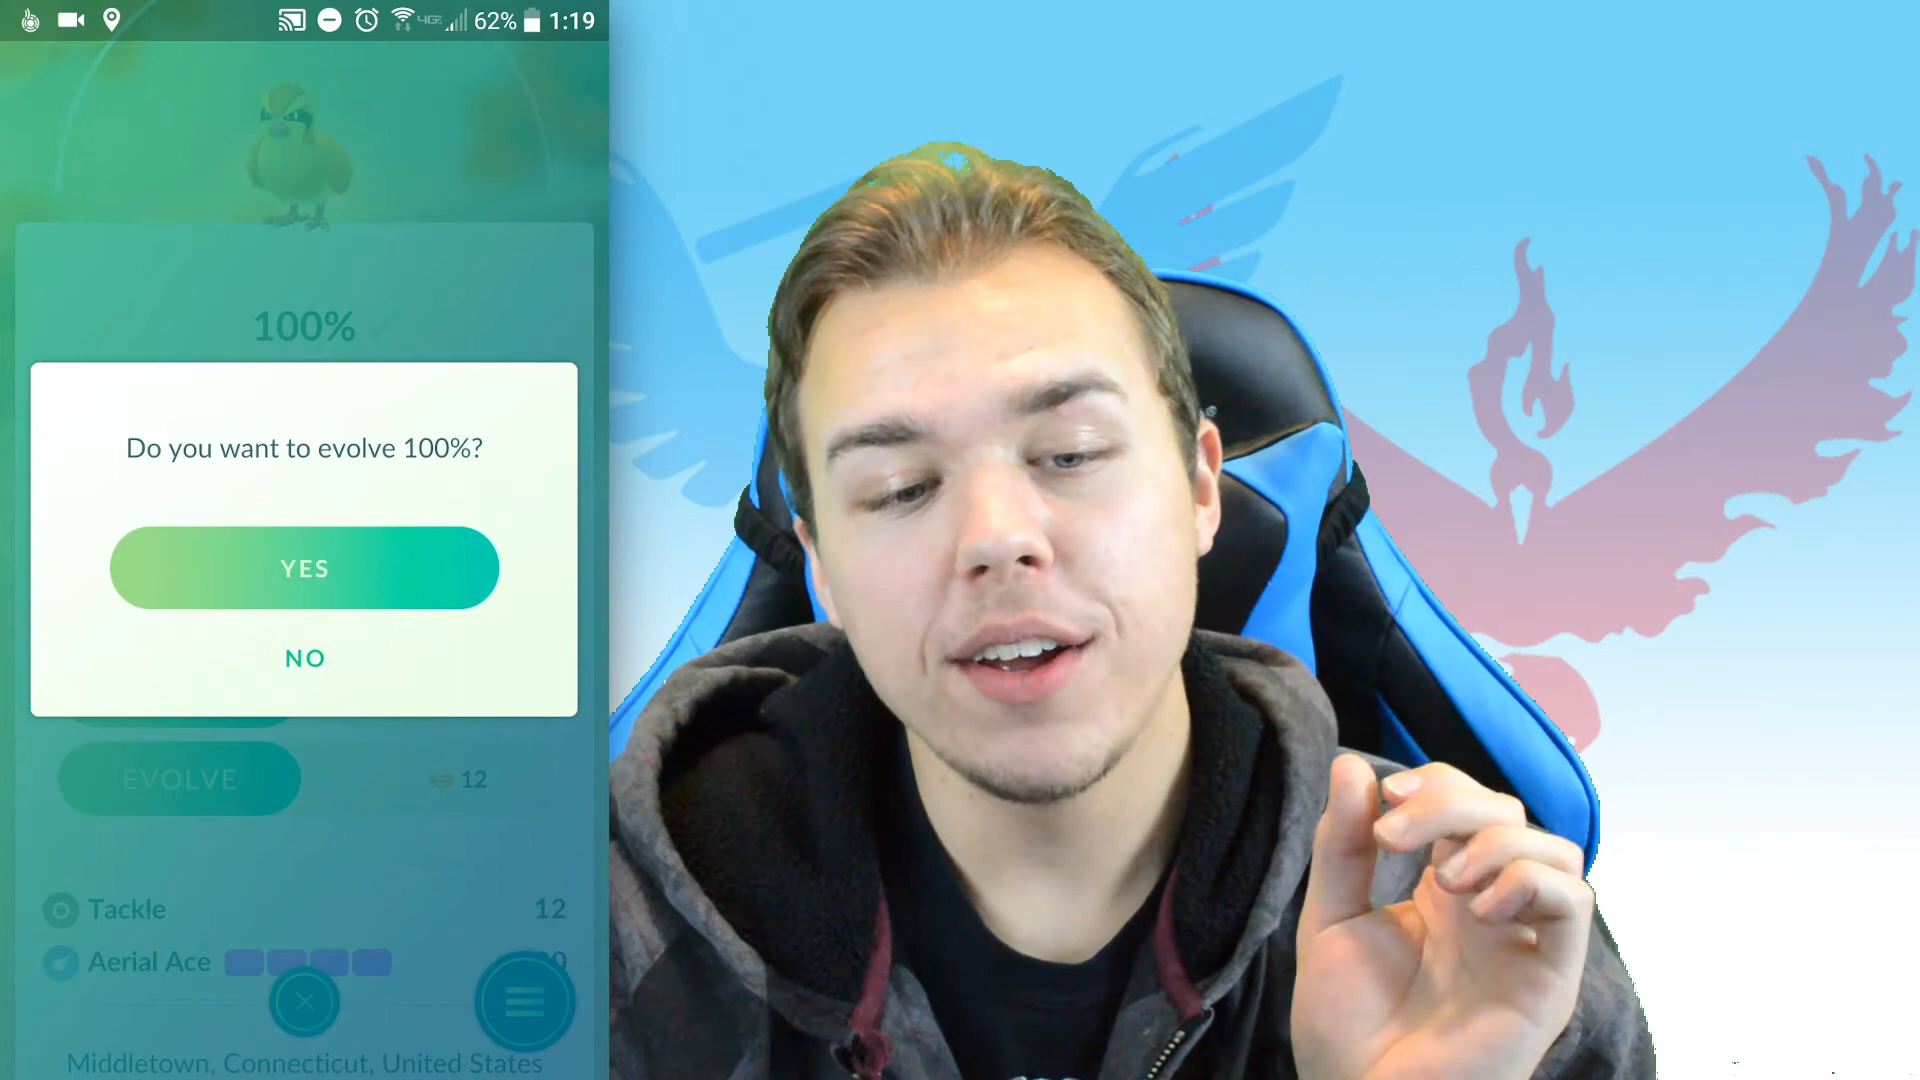 4G 62% 1:19
100%
Do you want to evolve 100%?
YES
NO
EVOLVE 12
Tackle 12
Aerial Ace
Middletown, Connecticut, United States